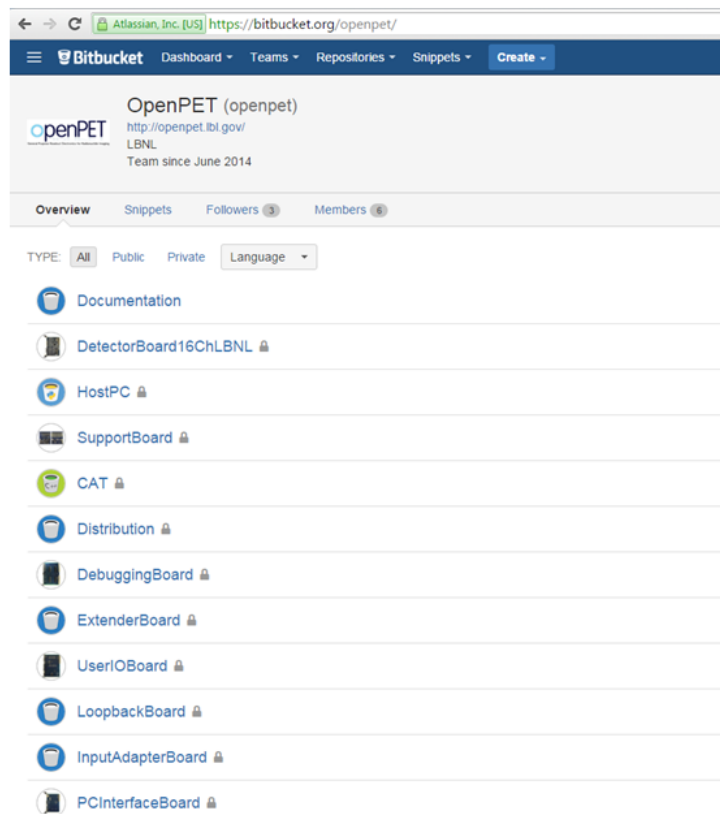 Atlassian, Inc. [US] https://bitbucket.org/openpet/
Bitbucket Dashboard Teams Repositories Snippets Create
OpenPET (openpet)
openPET
http://openpet.lbl.gov/
LBNL
Team since June 2014
Overview Snippets Followers 3 Members 6
TYPE: All Public Private Language
Documentation
DetectorBoard16ChLBNL
HostPC
SupportBoard
CAT
Distribution
DebuggingBoard
ExtenderBoard
UserIOBoard
LoopbackBoard
InputAdapterBoard
PCInterfaceBoard